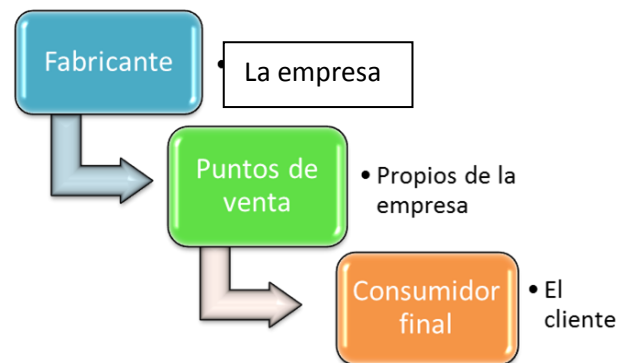 Fabricante
• La empresa
Puntos de
venta
• Propios de la
empresa
Consumidor
final
• El
cliente